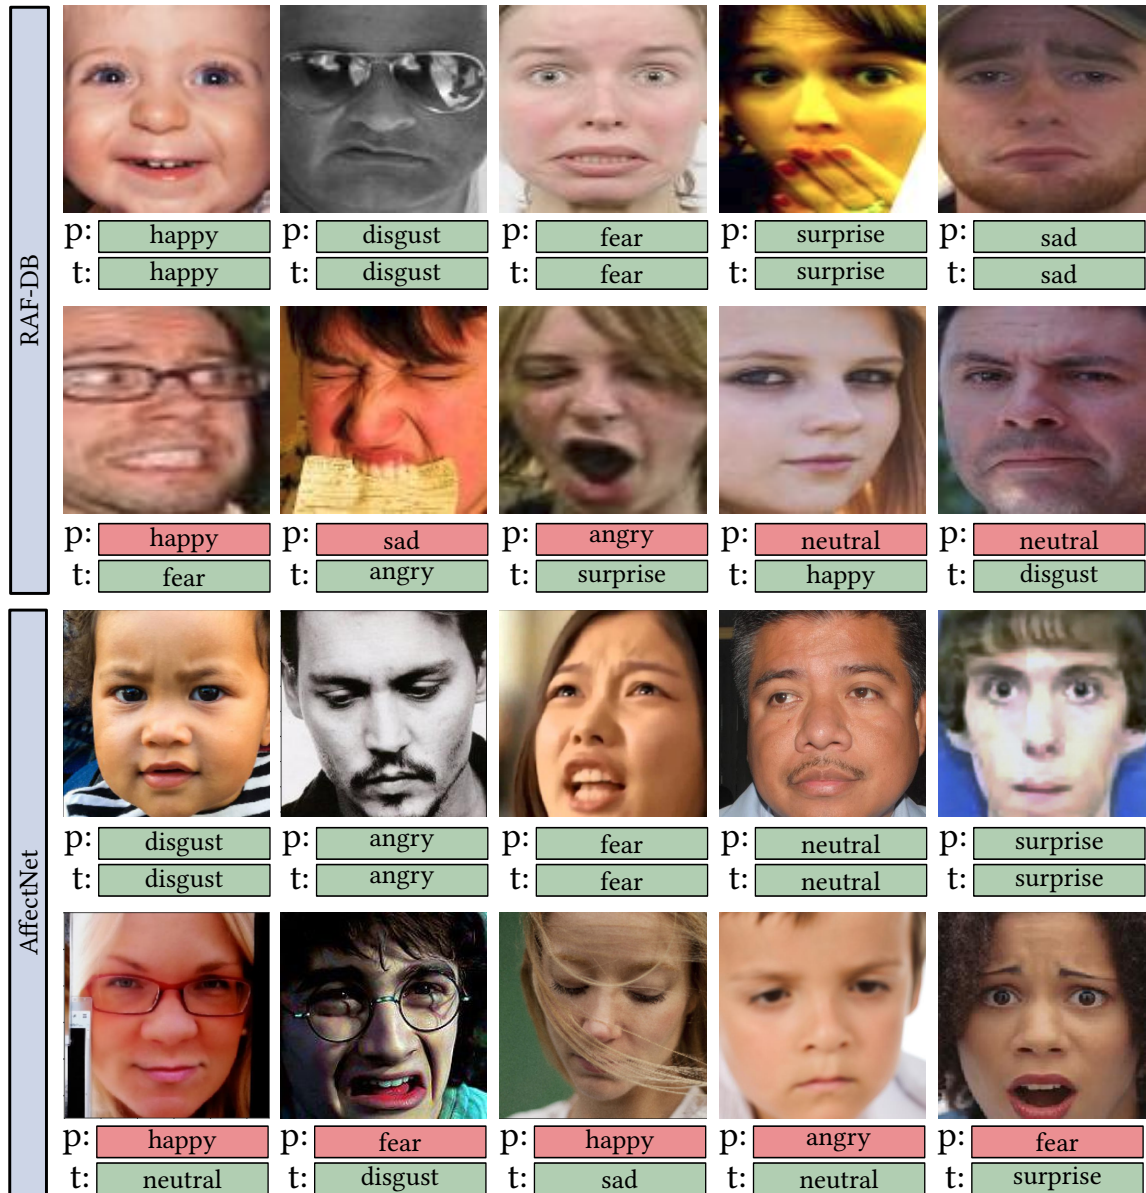 RAF-DB
p: happy p: disgust p: fear p: surprise p: sad
t: happy t: disgust t: fear t: surprise t: sad
p: happy p: sad p: angry p: neutral p: neutral
t: fear t: angry t: surprise t: happy t: disgust
AffectNet
p: disgust p: angry p: fear p: neutral p: surprise
t: disgust t: angry t: fear t: neutral t: surprise
p: happy p: fear p: happy p: angry p: fear
t: neutral t: disgust t: sad t: neutral t: surprise